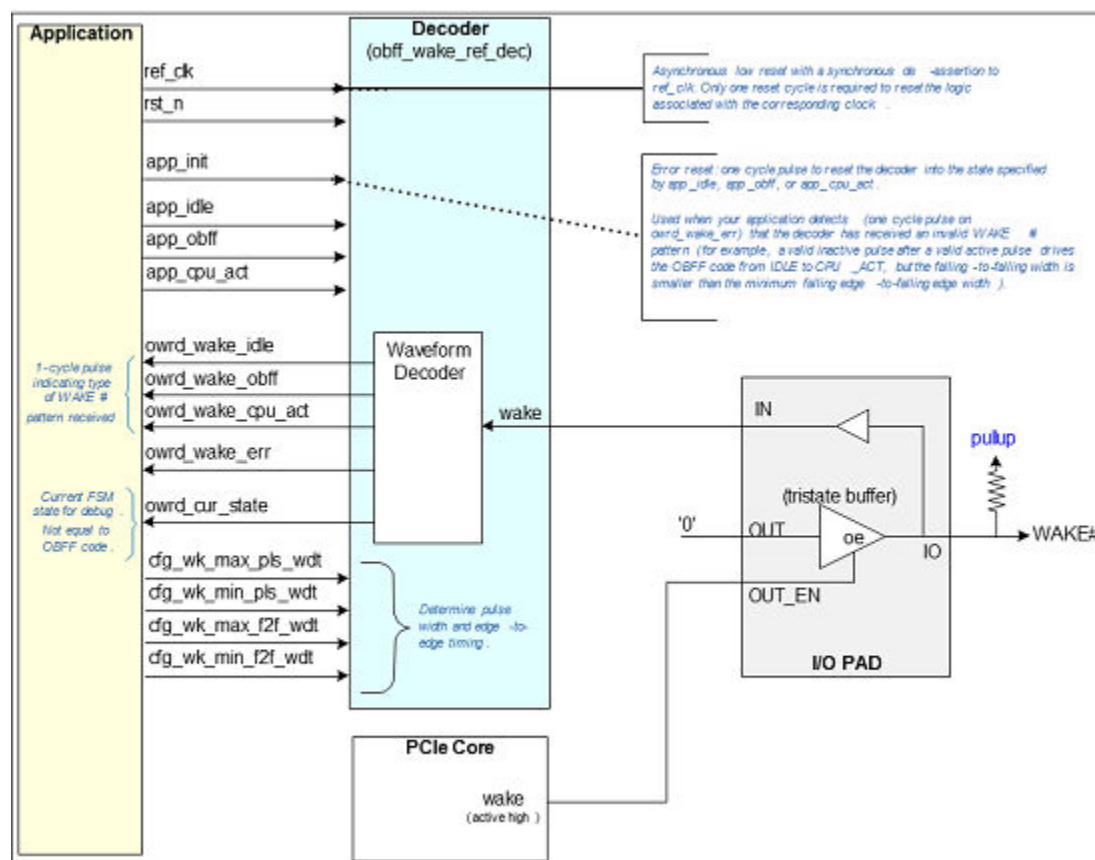 Application
Decoder
(obff_wake_ref_dec)
ref_clk
rst_n
app_init
app_idle
app_obff
app_cpu_act
Asynchronous low reset with a synchronous de -assertion to
ref_clk. Only one reset cycle is required to reset the logic
associated with the corresponding clock .
Error reset: one cycle pulse to reset the decoder into the state specified
by app_idle, app_obff, or app_cpu_act .
Used when your application detects (one cycle pulse on
owrd_wake_err) that the decoder has received an invalid WAKE #
pattern (for example, a valid inactive pulse after a valid active pulse drives
the OBFF code from IDLE to CPU _ACT, but the falling -to-falling width is
smaller than the minimum falling edge -to-falling edge width ).
1-cycle pulse
indicating type
of WAKE #
pattern received
owrd_wake_idle
owrd_wake_obff
owrd_wake_cpu_act
owrd_wake_err
Current FSM
state for debug .
Not equal to
OBFF code .
owrd_cur_state
Waveform
Decoder
wake
cfg_wk_max_pls_wdt
cfg_wk_min_pls_wdt
cfg_wk_max_f2f_wdt
cfg_wk_min_f2f_wdt
Determine pulse
width and edge -to-
edge timing .
IN
pullup
(tristate buffer)
'0'
OUT
oe
IO
WAKE#
OUT_EN
I/O PAD
PCIe Core
wake
(active high )